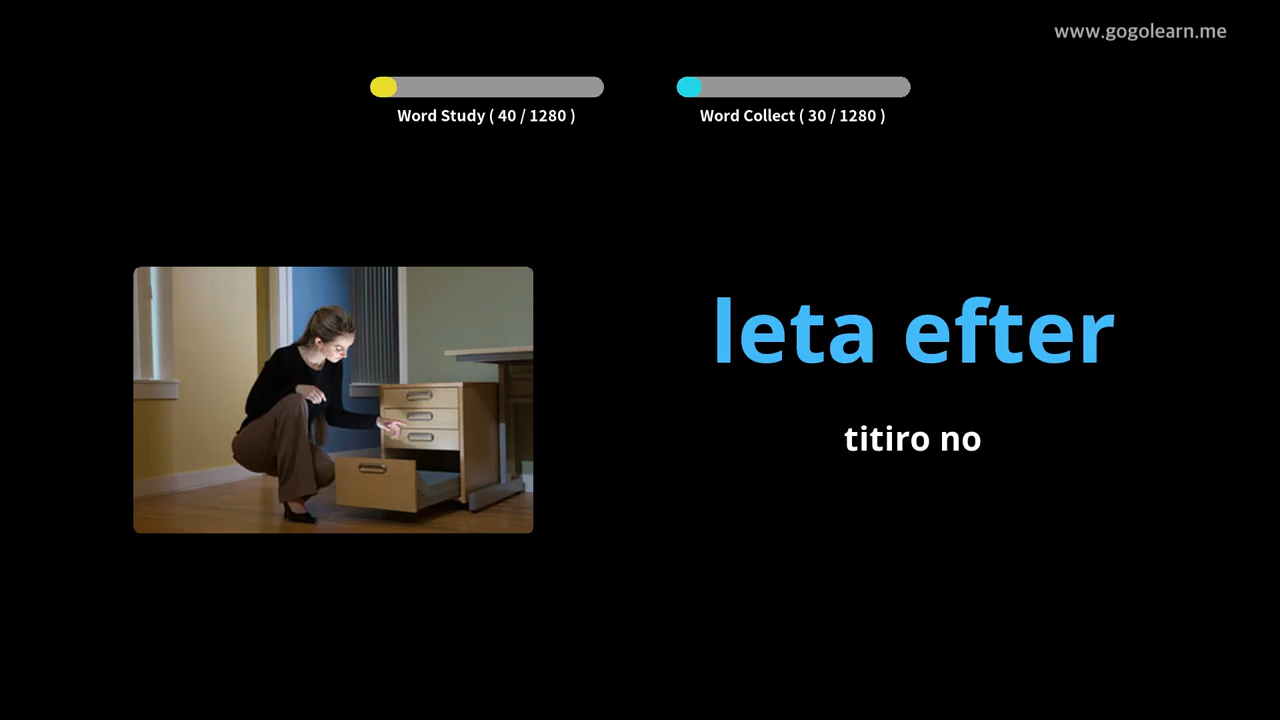 www.gogolearn.me
Word Study ( 40 / 1280 )
Word Collect ( 30 / 1280 )
leta efter
titiro no